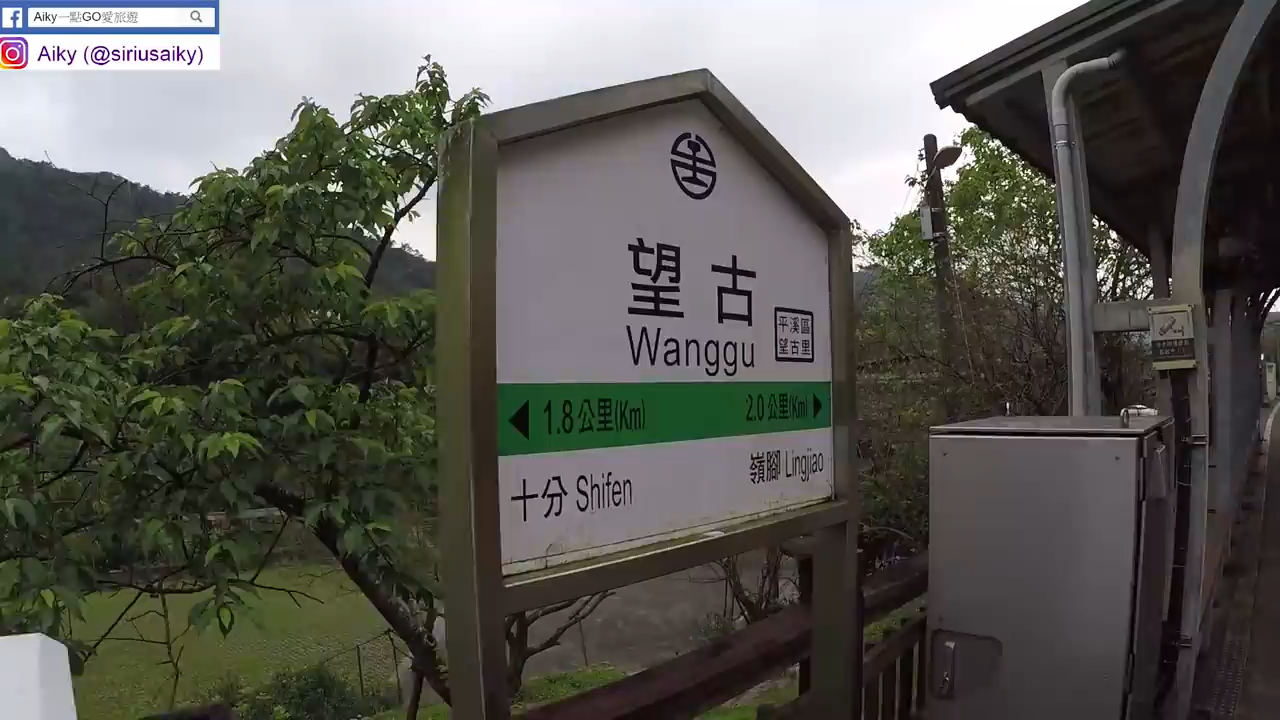 Aiky一點GO愛旅遊
Aiky (@siriusaiky)
望古
Wanggu
平溪區
望古里
1.8公里(Km)
2.0公里(Km)
十分 Shifen
嶺腳 Lingjiao